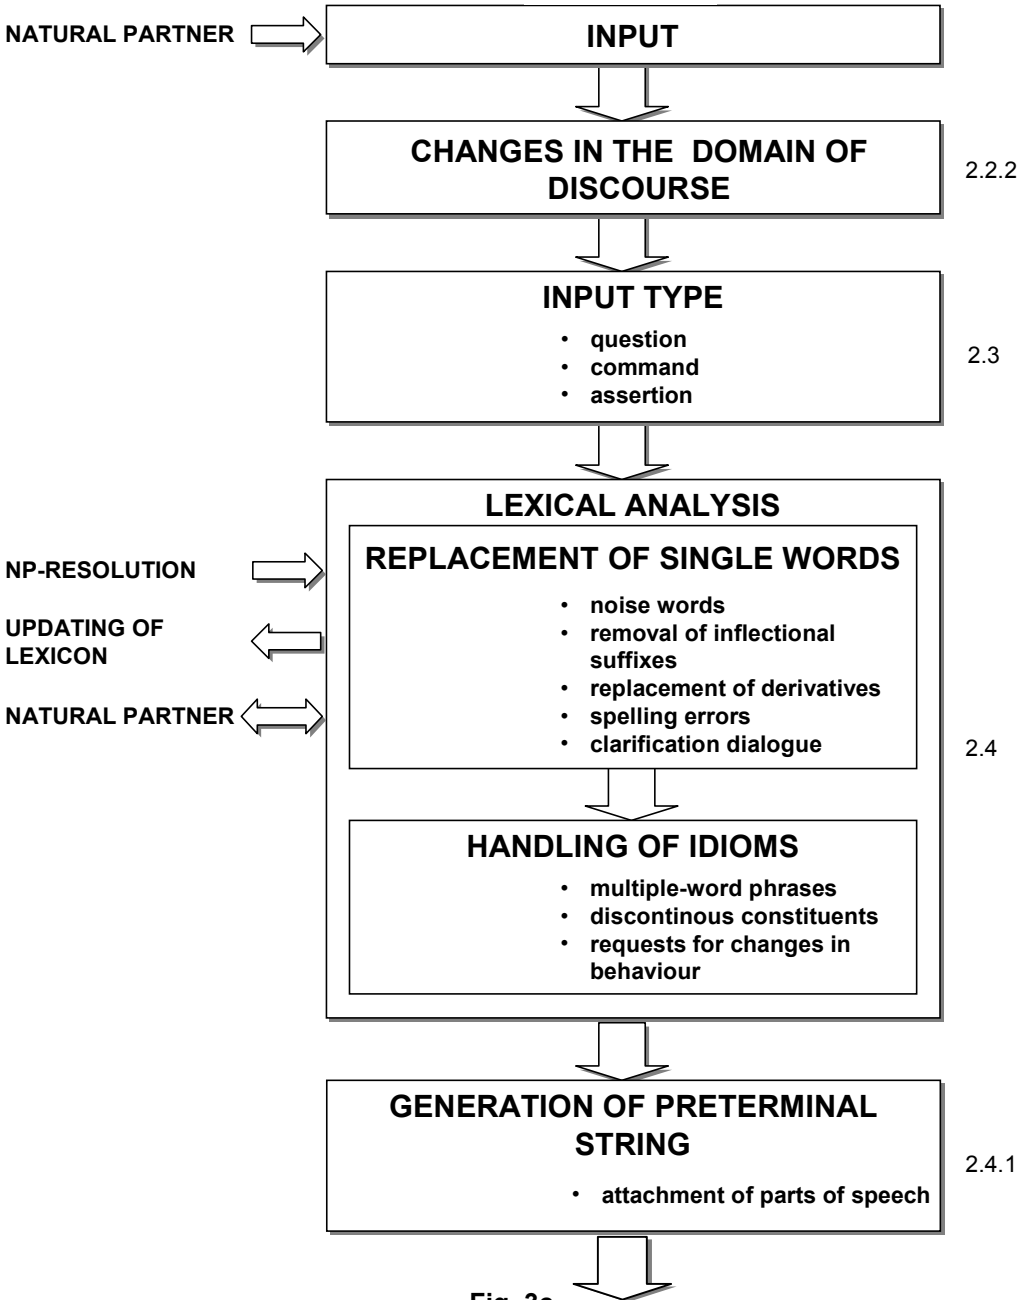 NATURAL PARTNER
INPUT
CHANGES IN THE DOMAIN OF
DISCOURSE
2.2.2
INPUT TYPE
• question
• command
• assertion
2.3
LEXICAL ANALYSIS
REPLACEMENT OF SINGLE WORDS
NP-RESOLUTION
UPDATING OF
LEXICON
NATURAL PARTNER
• noise words
• removal of inflectional
suffixes
• replacement of derivatives
• spelling errors
• clarification dialogue
2.4
HANDLING OF IDIOMS
• multiple-word phrases
• discontinous constituents
• requests for changes in
behaviour
GENERATION OF PRETERMINAL
STRING
• attachment of parts of speech
2.4.1